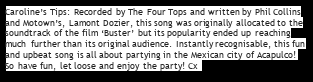 Caroline's Tips: Recorded by The Four Tops and written by Phil Collins
and Motown's, Lamont Dozier, this song was originally allocated to the
soundtrack of the film 'Buster' but its popularity ended up reaching
much further than its original audience. Instantly recognisable, this fun
and upbeat song is all about partying in the Mexican city of Acapulco!
So have fun, let loose and enjoy the party! Cx